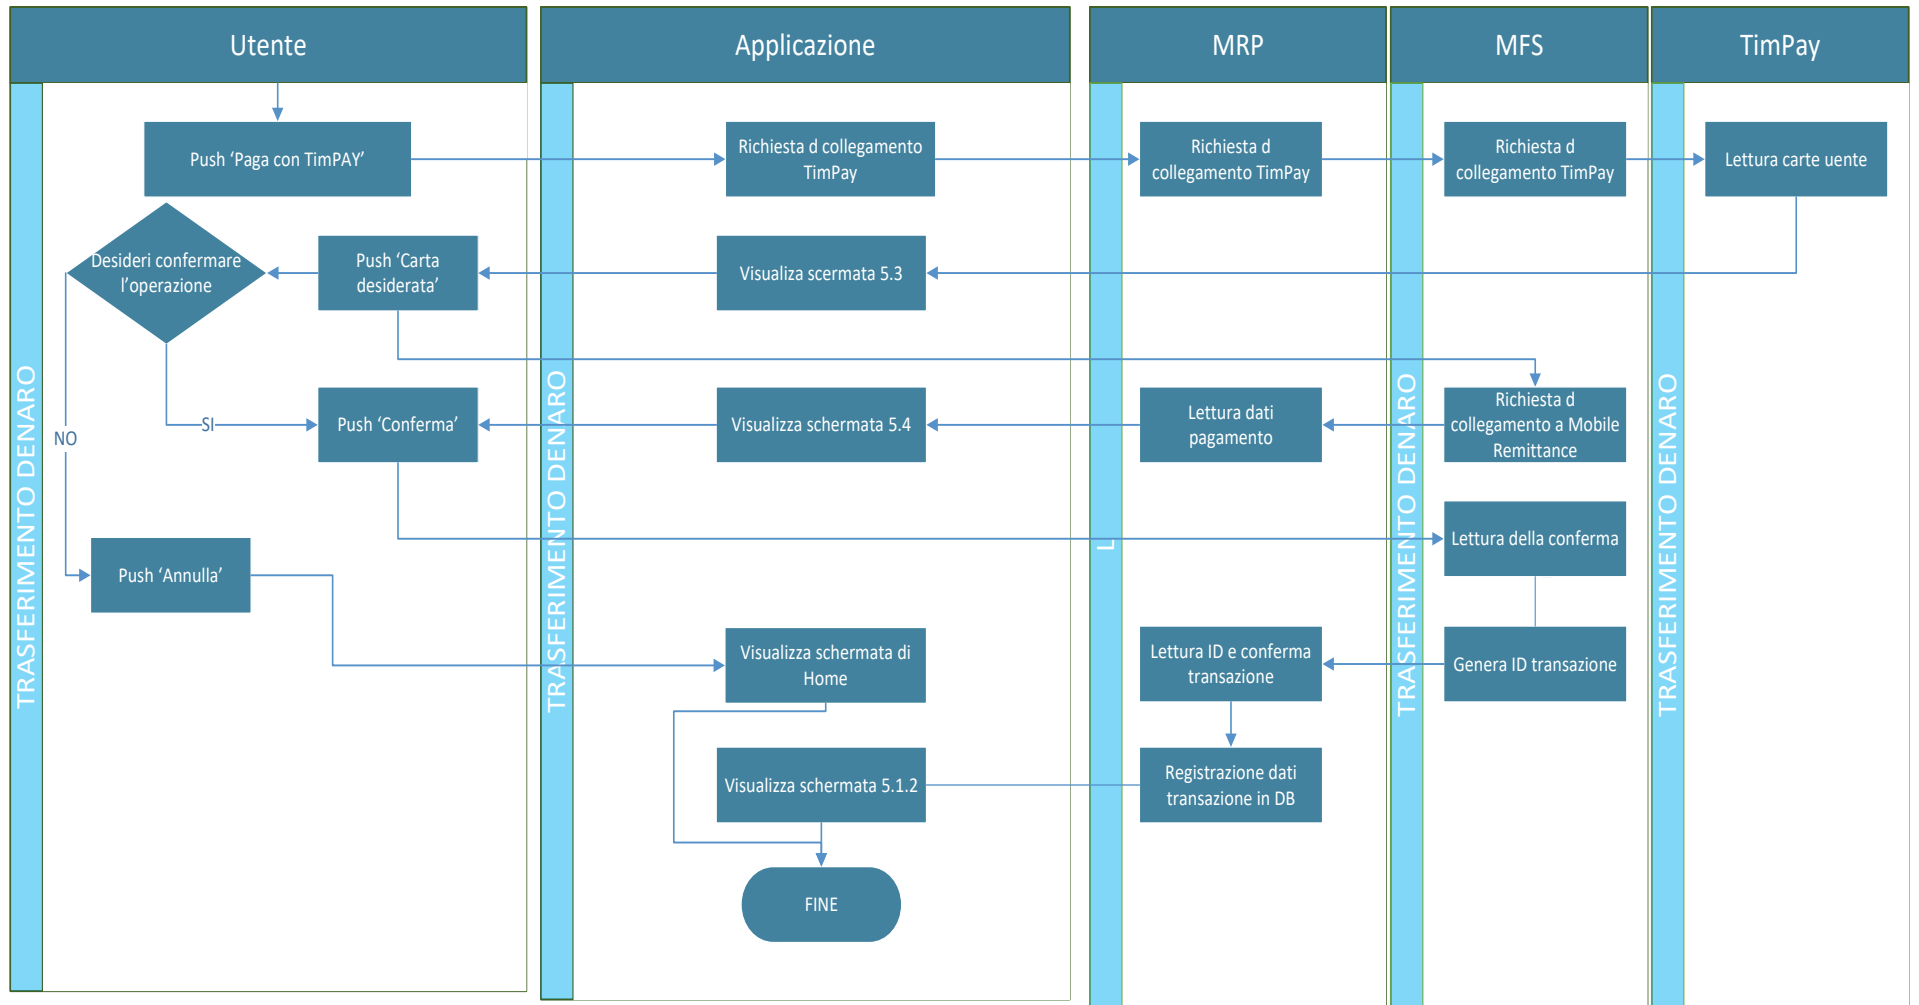 Utente
Applicazione
MRP
MFS
TimPay
TRASFERIMENTO DENARO
TRASFERIMENTO DENARO
L
TRASFERIMENTO DENARO
TRASFERIMENTO DENARO
Push ‘Paga con TimPAY’
Richiesta d collegamento
TimPay
Richiesta d
collegamento TimPay
Richiesta d
collegamento TimPay
Lettura carte uente
Desideri confermare
l’operazione
Push ‘Carta
desiderata’
Visualiza scermata 5.3
NO
SI
Push ‘Conferma’
Visualizza schermata 5.4
Lettura dati
pagamento
Richiesta d
collegamento a Mobile
Remittance
Lettura della conferma
Push ‘Annulla’
Visualizza schermata di
Home
Lettura ID e conferma
transazione
Genera ID transazione
Visualizza schermata 5.1.2
Registrazione dati
transazione in DB
FINE